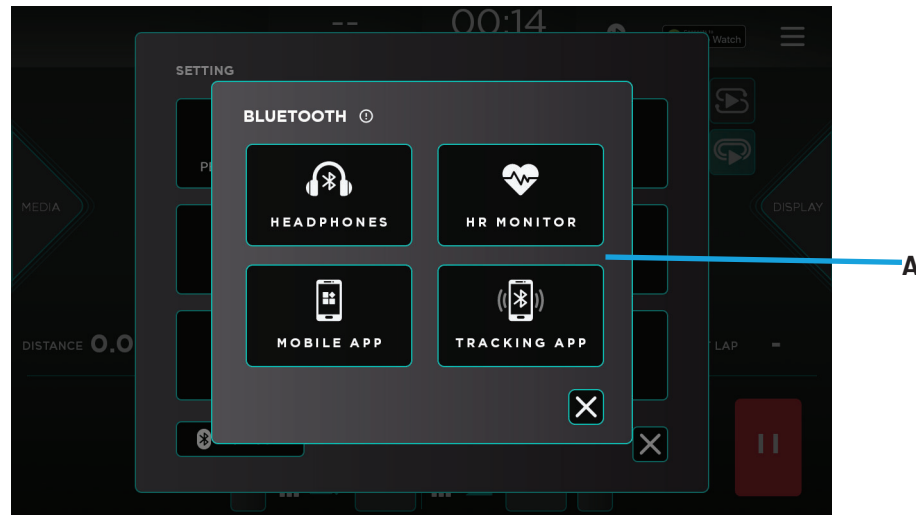 --
00:14
Watch
SETTING
BLUETOOTH
HEADPHONES
HR MONITOR
MEDIA
DISPLAY
A
MOBILE APP
TRACKING APP
DISTANCE 0.0
LAP -